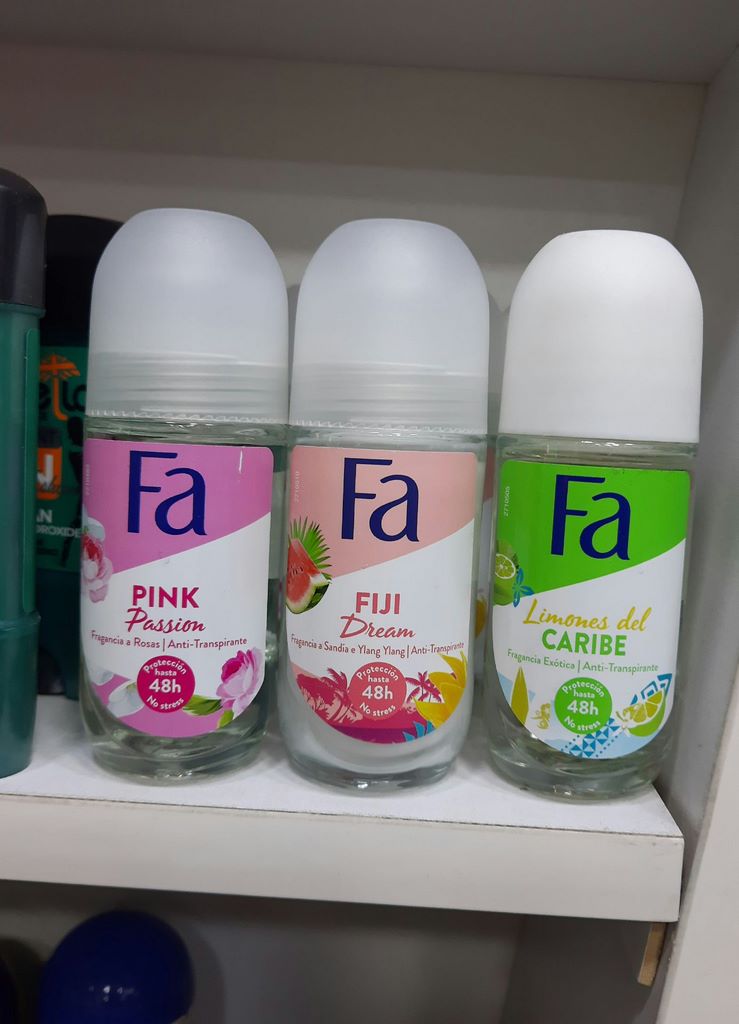 Fa
PINK
Passion
Fragancia a Rosas | Anti-Transpirante
Protección
hasta
48h
No stress
Fa
FIJI
Dream
Fragancia a Sandía e Ylang Ylang | Anti-Transpirante
Protección
hasta
48h
No stress
Fa
Limones del
CARIBE
Fragancia Exótica | Anti-Transpirante
Protección
hasta
48h
No stress